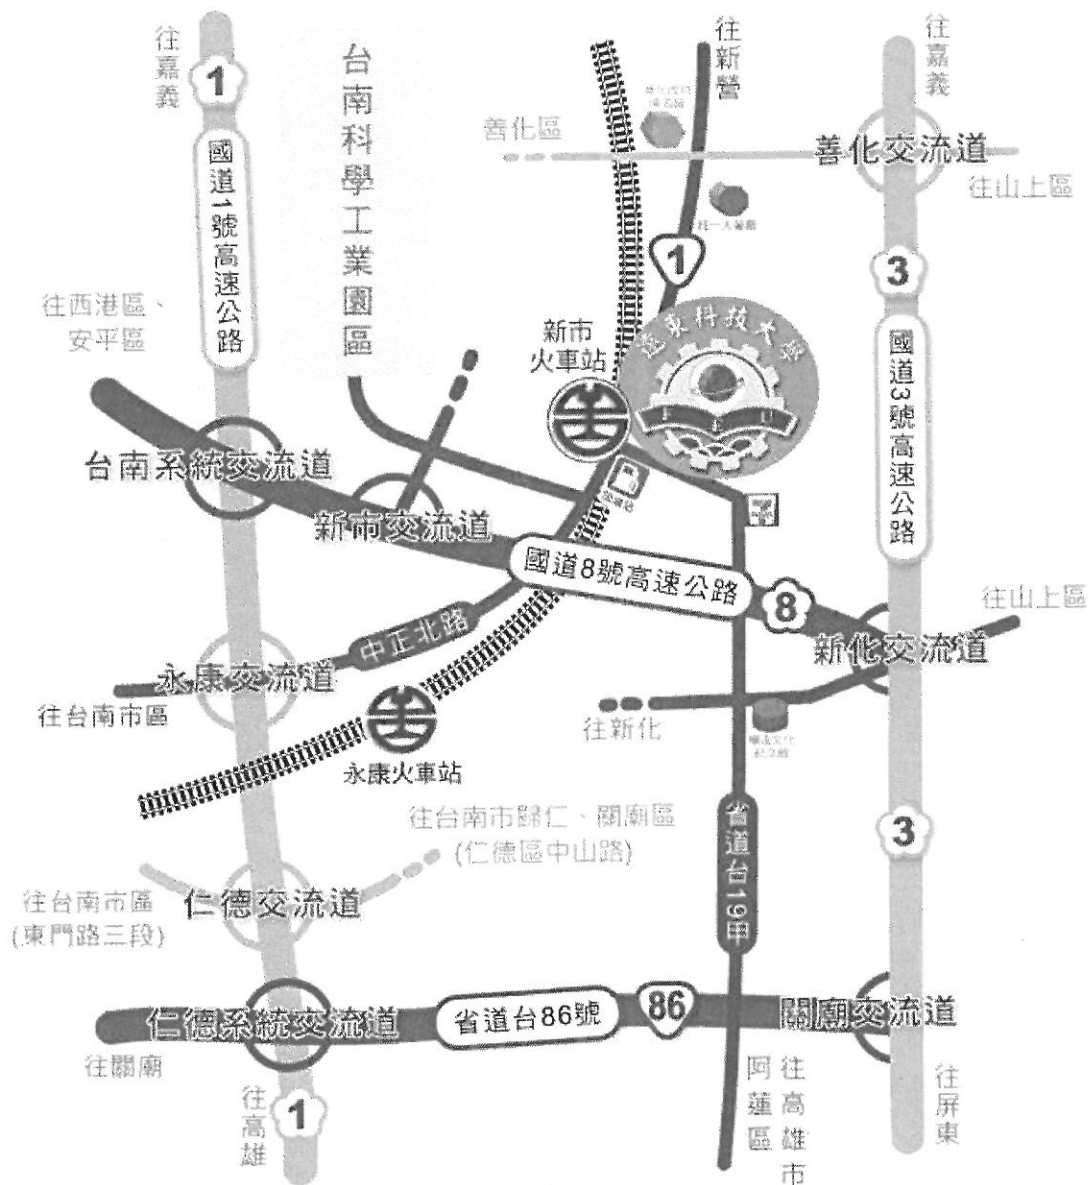 往嘉義
1
國道1號高速公路
台南科學工業園區
往新營
往嘉義
善化區
善化交流道
往山上區
統一夢工廠
1
3
國道3號高速公路
往西港區、
安平區
新市
火車站
遠東科技大學
FEU
台南系統交流道
新市交流道
國道8號高速公路
8
往山上區
新化交流道
中正北路
永康交流道
往台南市區
往新化
永康火車站
往台南市歸仁、關廟區
(仁德區中山路)
省道台19甲
3
仁德交流道
往台南市區
(東門路三段)
仁德系統交流道
省道台86號
86
關廟交流道
往關廟
往高雄
1
往高雄市
阿蓮區
往屏東